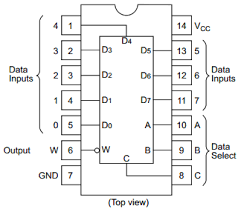 4 1 D4 14 VCC
3 2 D3 D5 13 5
Data Inputs
2 3 D2 D6 12 6
Data Inputs
1 4 D1 D7 11 7
0 5 D0 A 10 A
Output W 6 W B 9 B
Data Select
GND 7 C 8 C
(Top view)